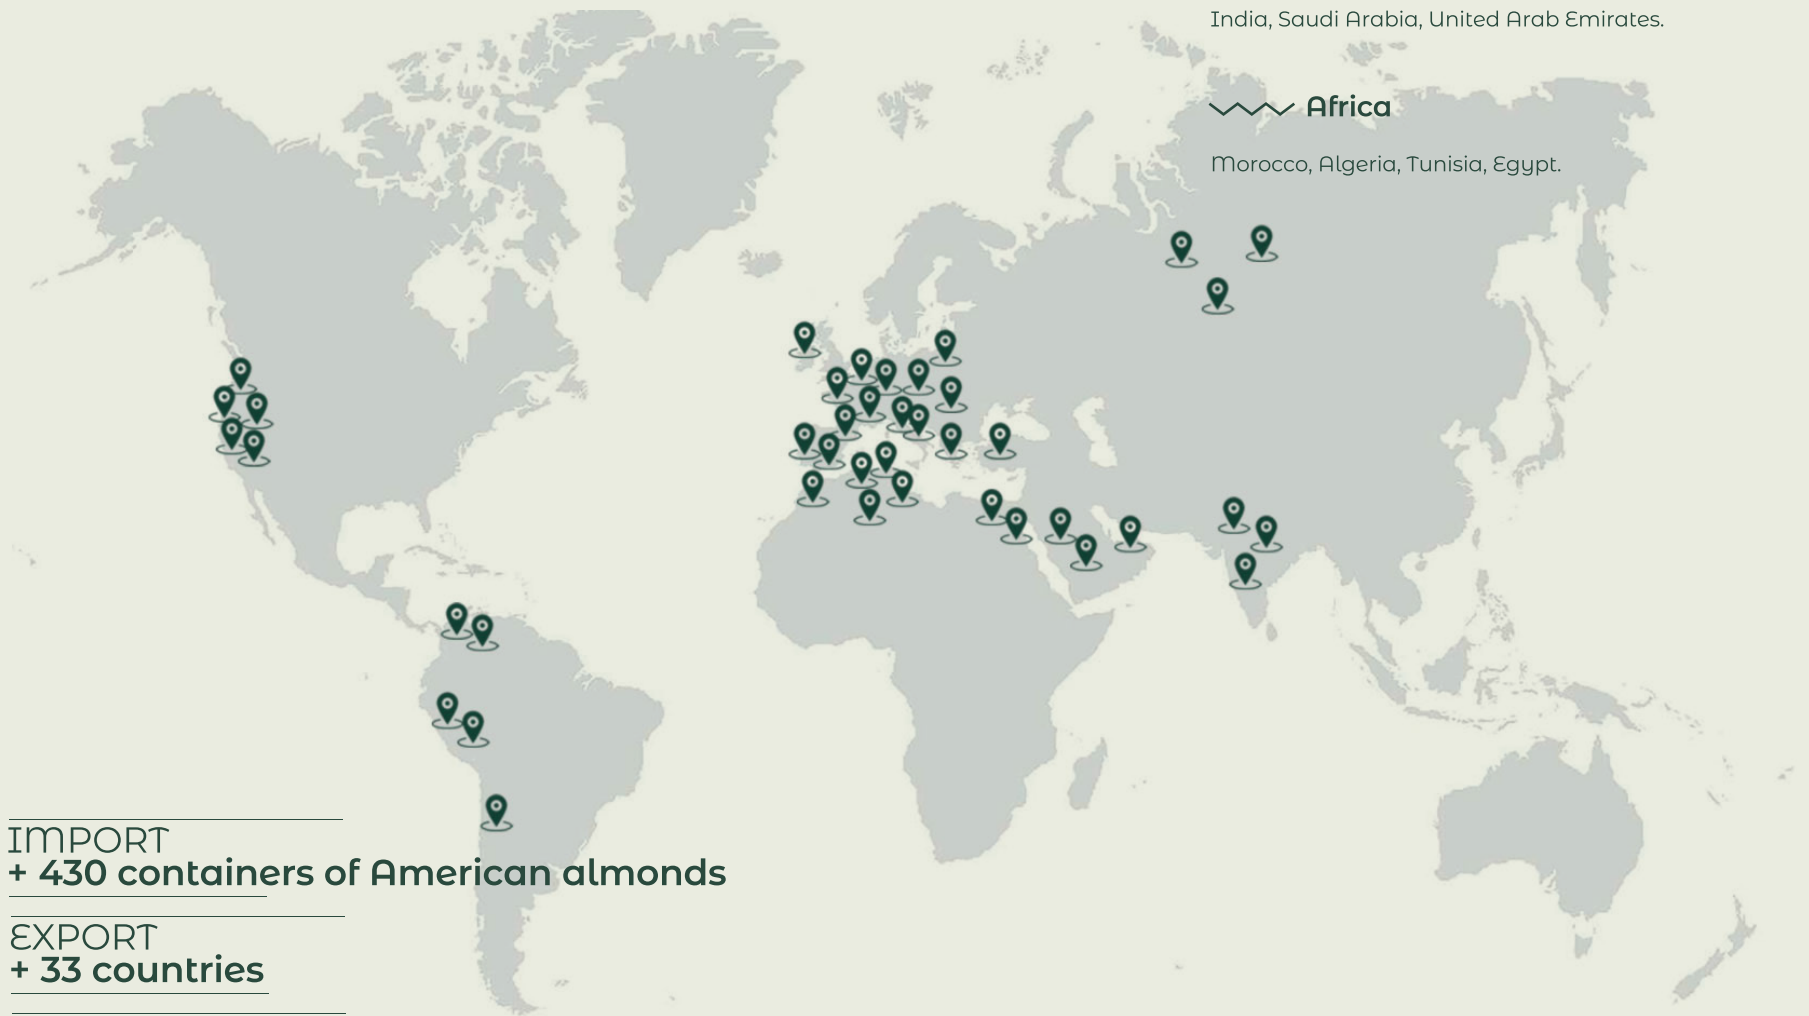 India, Saudi Arabia, United Arab Emirates.
Africa
Morocco, Algeria, Tunisia, Egypt.
IMPORT
+ 430 containers of American almonds
EXPORT
+ 33 countries